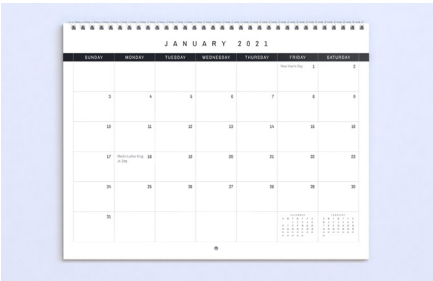 JANUARY 2021
SUNDAY MONDAY TUESDAY WEDNESDAY THURSDAY FRIDAY SATURDAY
New Year's Day 1 2
3 4 5 6 7 8 9
10 11 12 13 14 15 16
17 Martin Luther King 18 19 20 21 22 23
Jr. Day
24 25 26 27 28 29 30
31